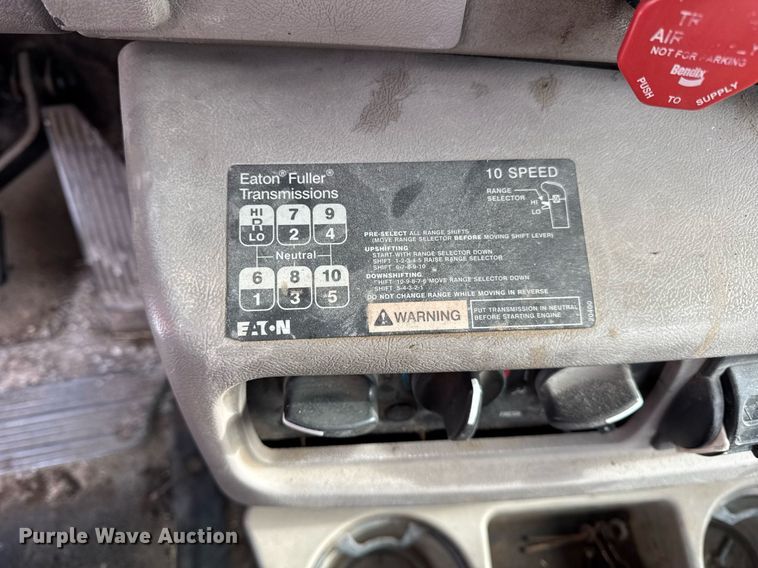 TR
AIR
NOT FOR PARKING
Bendix
PUSH TO SUPPLY
Eaton® Fuller®
Transmissions
10 SPEED
RANGE
SELECTOR
HI
LO
HI 7 9
R
LO 2 4
Neutral
6 8 10
1 3 5
PRE-SELECT ALL RANGE SHIFTS
(MOVE RANGE SELECTOR BEFORE MOVING SHIFT LEVER)
UPSHIFTING
START WITH RANGE SELECTOR DOWN
SHIFT 1-2-3-4-5 RAISE RANGE SELECTOR
SHIFT 6-7-8-9-10
DOWNSHIFTING
SHIFT 10-9-8-7-6 MOVE RANGE SELECTOR DOWN
SHIFT 5-4-3-2-1
DO NOT CHANGE RANGE WHILE MOVING IN REVERSE
EATON
WARNING
PUT TRANSMISSION IN NEUTRAL
BEFORE STARTING ENGINE
Purple Wave Auction